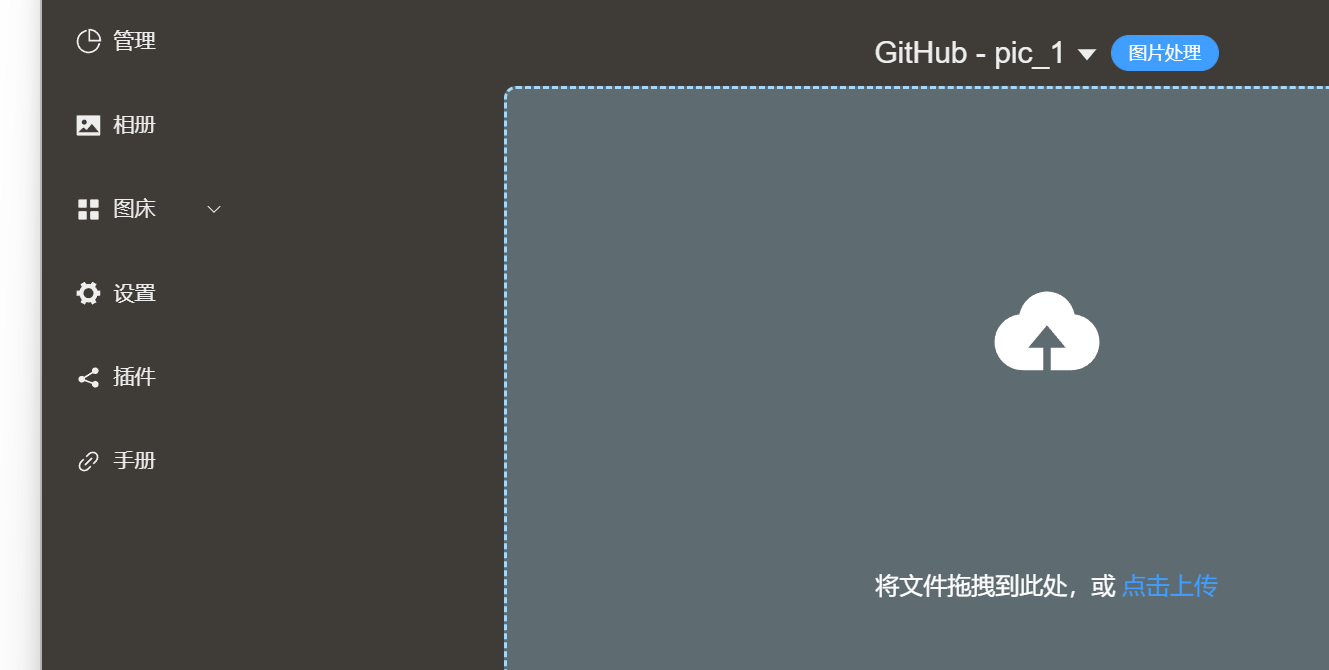 管理
相册
图床
设置
插件
手册
GitHub - pic_1
图片处理
将文件拖拽到此处，或 点击上传